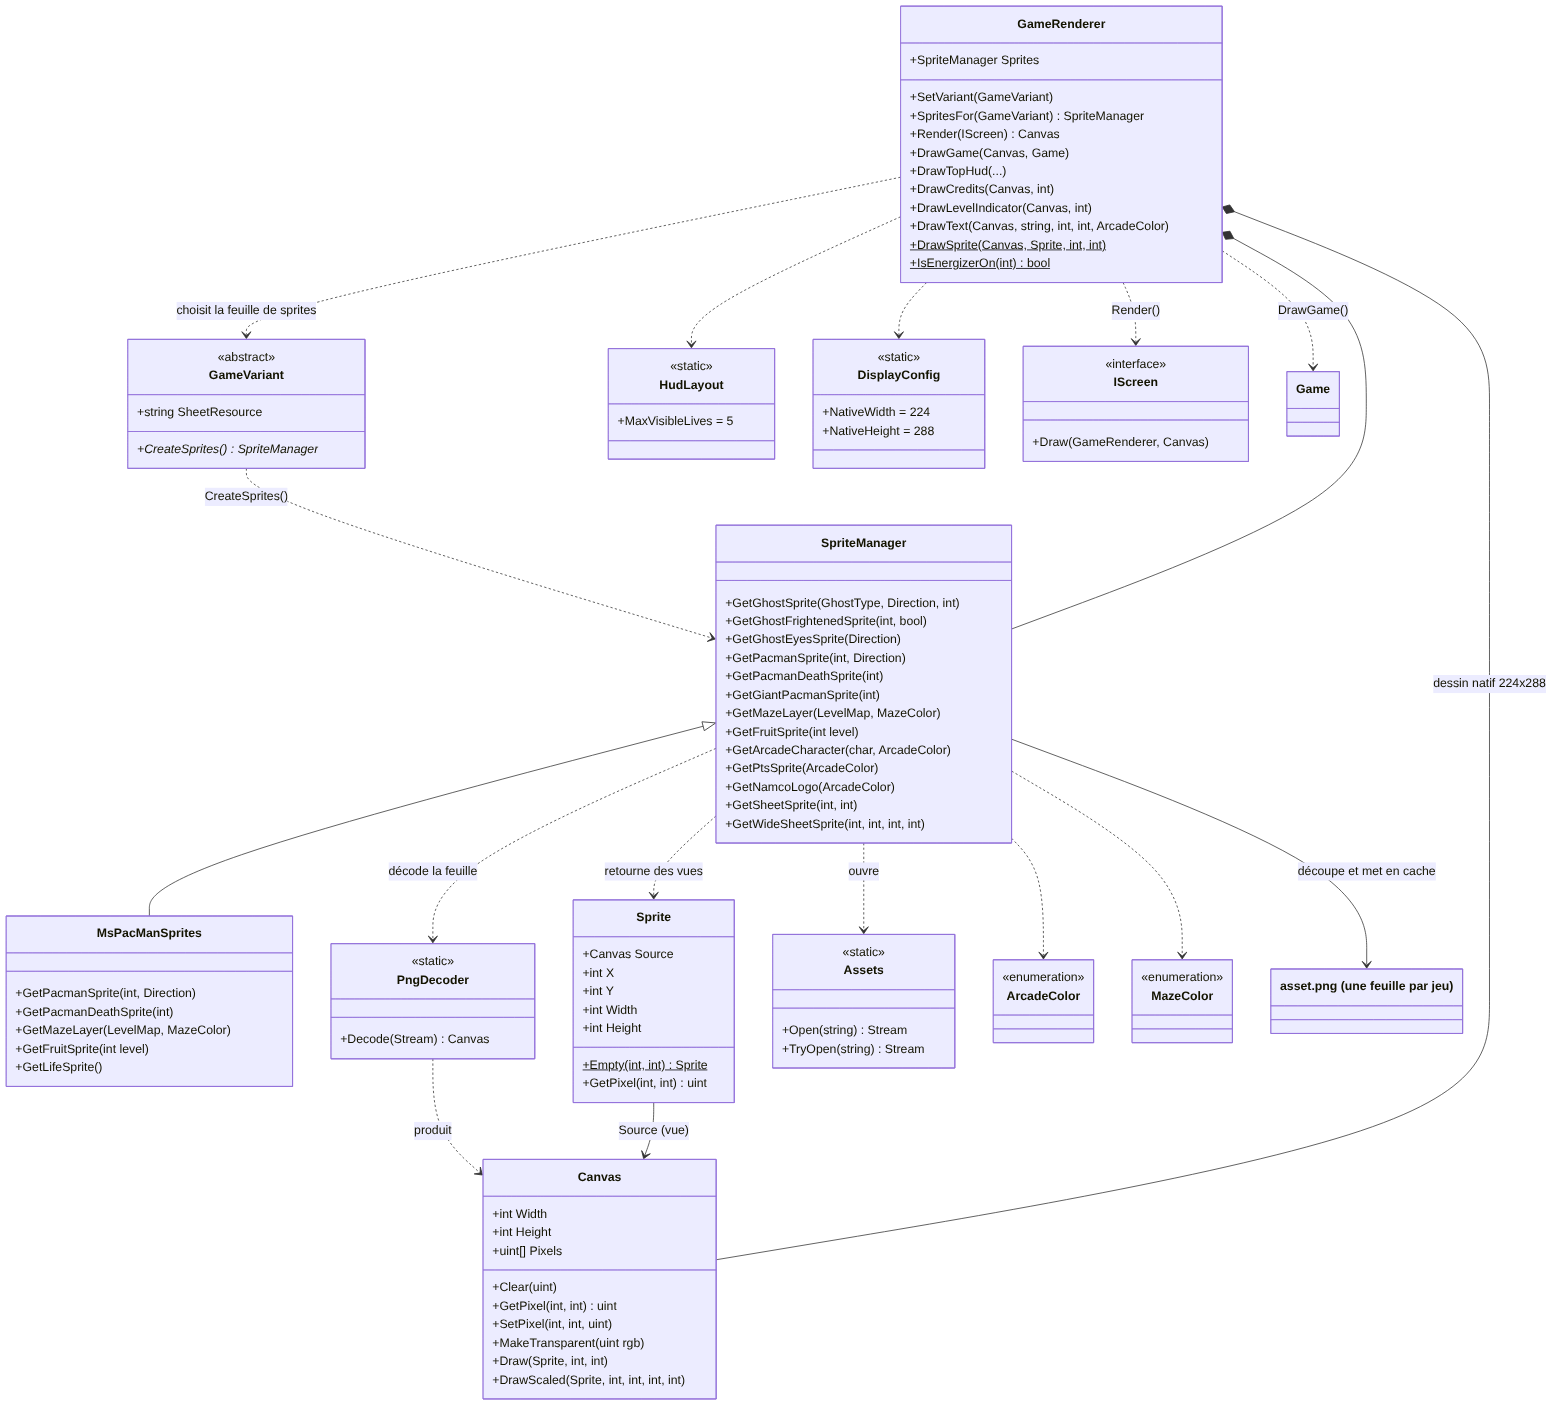 GameRenderer
+SpriteManager Sprites
+SetVariant(GameVariant)
+SpritesFor(GameVariant) : SpriteManager
+Render(IScreen) : Canvas
+DrawGame(Canvas, Game)
+DrawTopHud(...)
+DrawCredits(Canvas, int)
+DrawLevelIndicator(Canvas, int)
+DrawText(Canvas, string, int, int, ArcadeColor)
+DrawSprite(Canvas, Sprite, int, int)
+IsEnergizerOn(int) : bool
choisit la feuille de sprites
Render()
DrawGame()
«abstract»
GameVariant
+string SheetResource
+CreateSprites() : SpriteManager
«static»
HudLayout
+MaxVisibleLives = 5
«static»
DisplayConfig
+NativeWidth = 224
+NativeHeight = 288
«interface»
IScreen
+Draw(GameRenderer, Canvas)
Game
CreateSprites()
SpriteManager
+GetGhostSprite(GhostType, Direction, int)
+GetGhostFrightenedSprite(int, bool)
+GetGhostEyesSprite(Direction)
+GetPacmanSprite(int, Direction)
+GetPacmanDeathSprite(int)
+GetGiantPacmanSprite(int)
+GetMazeLayer(LevelMap, MazeColor)
+GetFruitSprite(int level)
+GetArcadeCharacter(char, ArcadeColor)
+GetPtsSprite(ArcadeColor)
+GetNamcoLogo(ArcadeColor)
+GetSheetSprite(int, int)
+GetWideSheetSprite(int, int, int, int)
dessin natif 224x288
décode la feuille
retourne des vues
ouvre
découpe et met en cache
MsPacManSprites
+GetPacmanSprite(int, Direction)
+GetPacmanDeathSprite(int)
+GetMazeLayer(LevelMap, MazeColor)
+GetFruitSprite(int level)
+GetLifeSprite()
«static»
PngDecoder
+Decode(Stream) : Canvas
Sprite
+Canvas Source
+int X
+int Y
+int Width
+int Height
+Empty(int, int) : Sprite
+GetPixel(int, int) : uint
«static»
Assets
+Open(string) : Stream
+TryOpen(string) : Stream
«enumeration»
ArcadeColor
«enumeration»
MazeColor
asset.png (une feuille par jeu)
produit
Source (vue)
Canvas
+int Width
+int Height
+uint[] Pixels
+Clear(uint)
+GetPixel(int, int) : uint
+SetPixel(int, int, uint)
+MakeTransparent(uint rgb)
+Draw(Sprite, int, int)
+DrawScaled(Sprite, int, int, int, int)